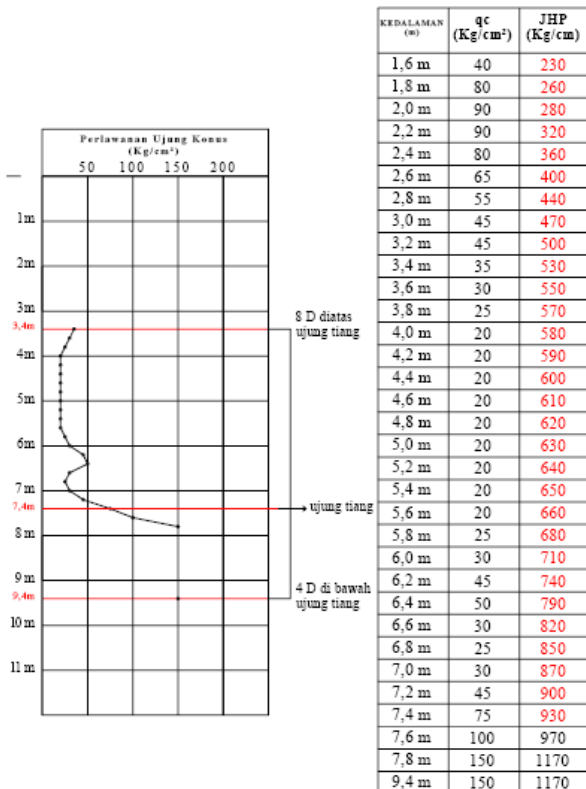 Perlawanan Ujung Konus
(Kg/cm²)
50 100 150 200
1m
2m
3m
3,4m
4m
5m
6m
7m
7,4m
8m
9m
9,4m
10m
11m
8 D diatas
ujung tiang
ujung tiang
4 D di bawah
ujung tiang
KEDALAMAN (m) qc (Kg/cm²) JHP (Kg/cm)
1,6 m 40 230
1,8 m 80 260
2,0 m 90 280
2,2 m 90 320
2,4 m 80 360
2,6 m 65 400
2,8 m 55 440
3,0 m 45 470
3,2 m 45 500
3,4 m 35 530
3,6 m 30 550
3,8 m 25 570
4,0 m 20 580
4,2 m 20 590
4,4 m 20 600
4,6 m 20 610
4,8 m 20 620
5,0 m 20 630
5,2 m 20 640
5,4 m 20 650
5,6 m 20 660
5,8 m 25 680
6,0 m 30 710
6,2 m 45 740
6,4 m 50 790
6,6 m 30 820
6,8 m 25 850
7,0 m 30 870
7,2 m 45 900
7,4 m 75 930
7,6 m 100 970
7,8 m 150 1170
9,4 m 150 1170